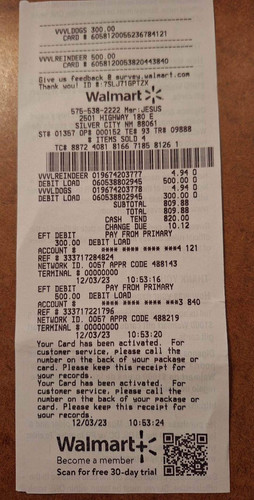 VVVLDOGS 300.00
CARD # 6058120055236784121
VVVLREINDEER 500.00
CARD # 6058120053820443840
Give us feedback @ survey.walmart.com
Thank you! ID #:7SLJ71GPTZX
Walmart
575-538-2222 Mar:JESUS
2501 HIGHWAY 180 E
SILVER CITY NM 88061
ST# 01357 OP# 000152 TE# 93 TR# 09888
# ITEMS SOLD 4
TC# 8872 4081 8166 7185 8126 1
VVVLREINDEER 019674203777 4.94 O
DEBIT LOAD 060538802945 500.00 O
VVVLDOGS 019674203778 4.94 O
DEBIT LOAD 060538802945 300.00 O
SUBTOTAL 809.88
TOTAL 809.88
CASH TEND 820.00
CHANGE DUE 10.12
EFT DEBIT PAY FROM PRIMARY
300.00 DEBIT LOAD
ACCOUNT # **** **** **** ***4 121
REF # 333717284824
NETWORK ID. 0057 APPR CODE 488143
TERMINAL # 00000000
12/03/23 10:53:16
EFT DEBIT PAY FROM PRIMARY
500.00 DEBIT LOAD
ACCOUNT # **** **** **** ***3 840
REF # 333717221796
NETWORK ID. 0057 APPR CODE 488219
TERMINAL # 00000000
12/03/23 10:53:20
Your Card has been activated. For
customer service, please call the
number on the back of your package or
card. Please keep this receipt for
your records.
Your Card has been activated. For
customer service, please call the
number on the back of your package or
card. Please keep this receipt for
your records.
12/03/23 10:53:24
Walmart+
Become a member
Scan for free 30-day trial